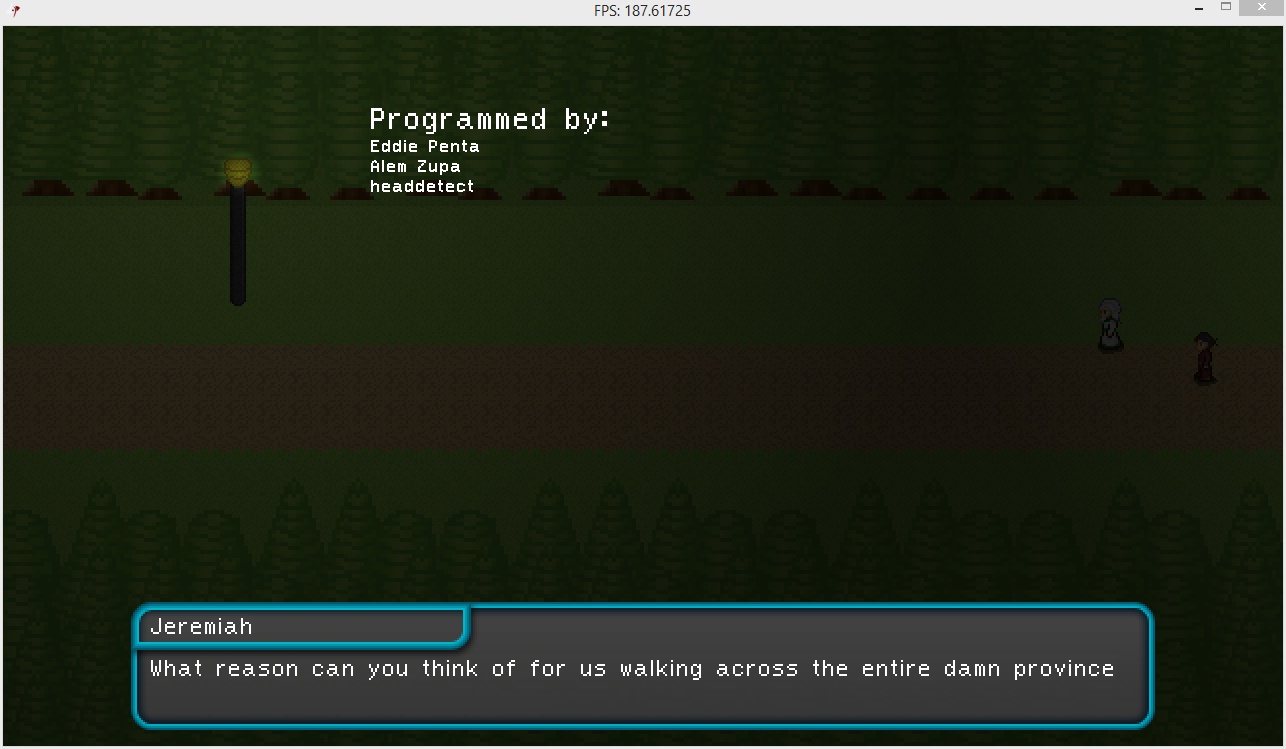 FPS: 187.61725
Programmed by:
Eddie Penta
Alem Zupa
headdetect
Jeremiah
What reason can you think of for us walking across the entire damn province